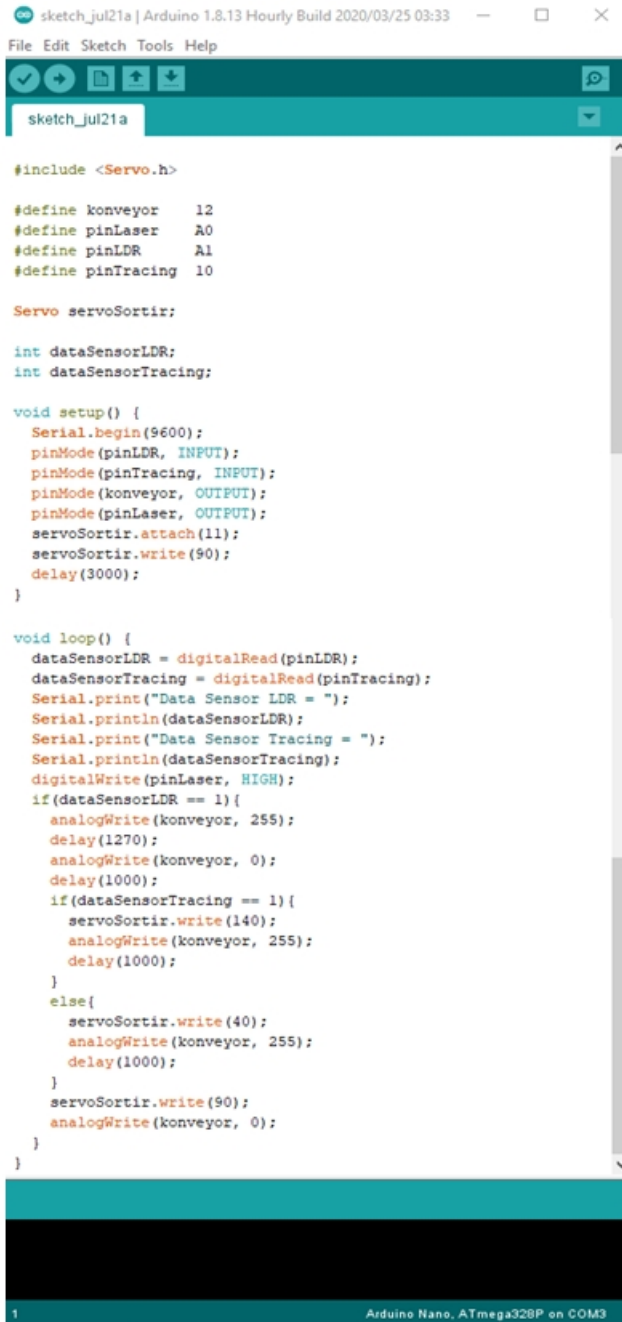 sketch_jul21a | Arduino 1.8.13 Hourly Build 2020/03/25 03:33
File Edit Sketch Tools Help
sketch_jul21a
#include <Servo.h>
#define konveyor    12
#define pinLaser    A0
#define pinLDR      A1
#define pinTracing  10
Servo servoSortir;
int dataSensorLDR;
int dataSensorTracing;
void setup() {
  Serial.begin(9600);
  pinMode(pinLDR, INPUT);
  pinMode(pinTracing, INPUT);
  pinMode(konveyor, OUTPUT);
  pinMode(pinLaser, OUTPUT);
  servoSortir.attach(11);
  servoSortir.write(90);
  delay(3000);
}
void loop() {
  dataSensorLDR = digitalRead(pinLDR);
  dataSensorTracing = digitalRead(pinTracing);
  Serial.print("Data Sensor LDR = ");
  Serial.println(dataSensorLDR);
  Serial.print("Data Sensor Tracing = ");
  Serial.println(dataSensorTracing);
  digitalWrite(pinLaser, HIGH);
  if(dataSensorLDR == 1){
    analogWrite(konveyor, 255);
    delay(1270);
    analogWrite(konveyor, 0);
    delay(1000);
    if(dataSensorTracing == 1){
      servoSortir.write(140);
      analogWrite(konveyor, 255);
      delay(1000);
    }
    else{
      servoSortir.write(40);
      analogWrite(konveyor, 255);
      delay(1000);
    }
    servoSortir.write(90);
    analogWrite(konveyor, 0);
  }
}
1
Arduino Nano, ATmega328P on COM3